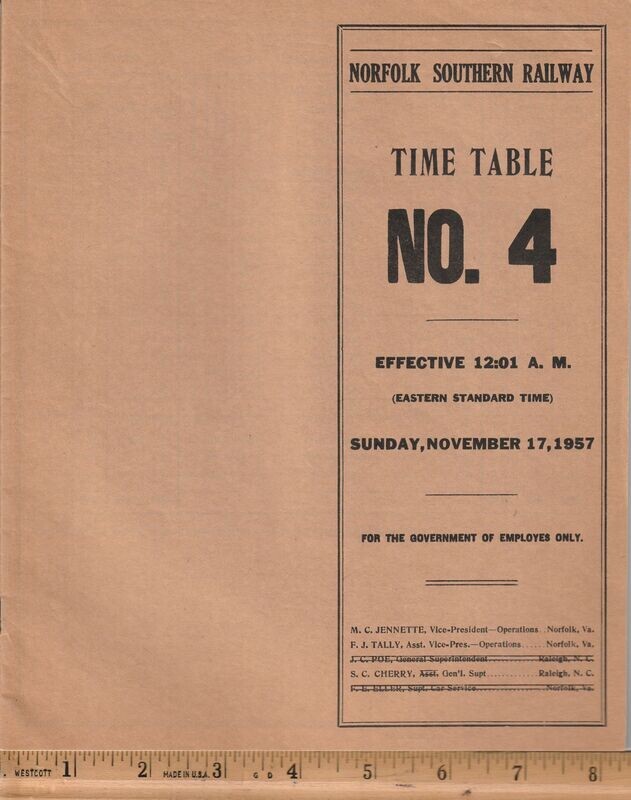 NORFOLK SOUTHERN RAILWAY
TIME TABLE
NO. 4
EFFECTIVE 12:01 A. M.
(EASTERN STANDARD TIME)
SUNDAY, NOVEMBER 17, 1957
FOR THE GOVERNMENT OF EMPLOYES ONLY.
M. C. JENNETTE, Vice-President—Operations.. Norfolk, Va.
F. J. TALLY, Asst. Vice-Pres.—Operations...... Norfolk, Va.
J. C. POE, General Superintendent............ Raleigh, N. C.
S. C. CHERRY, Asst. Gen'l. Supt............. Raleigh, N. C.
F. E. ELLER, Supt. Car Service............... Norfolk, Va.
WESTCOTT 1 2 MADE IN U.S.A. 3 G D 4 5 6 7 8